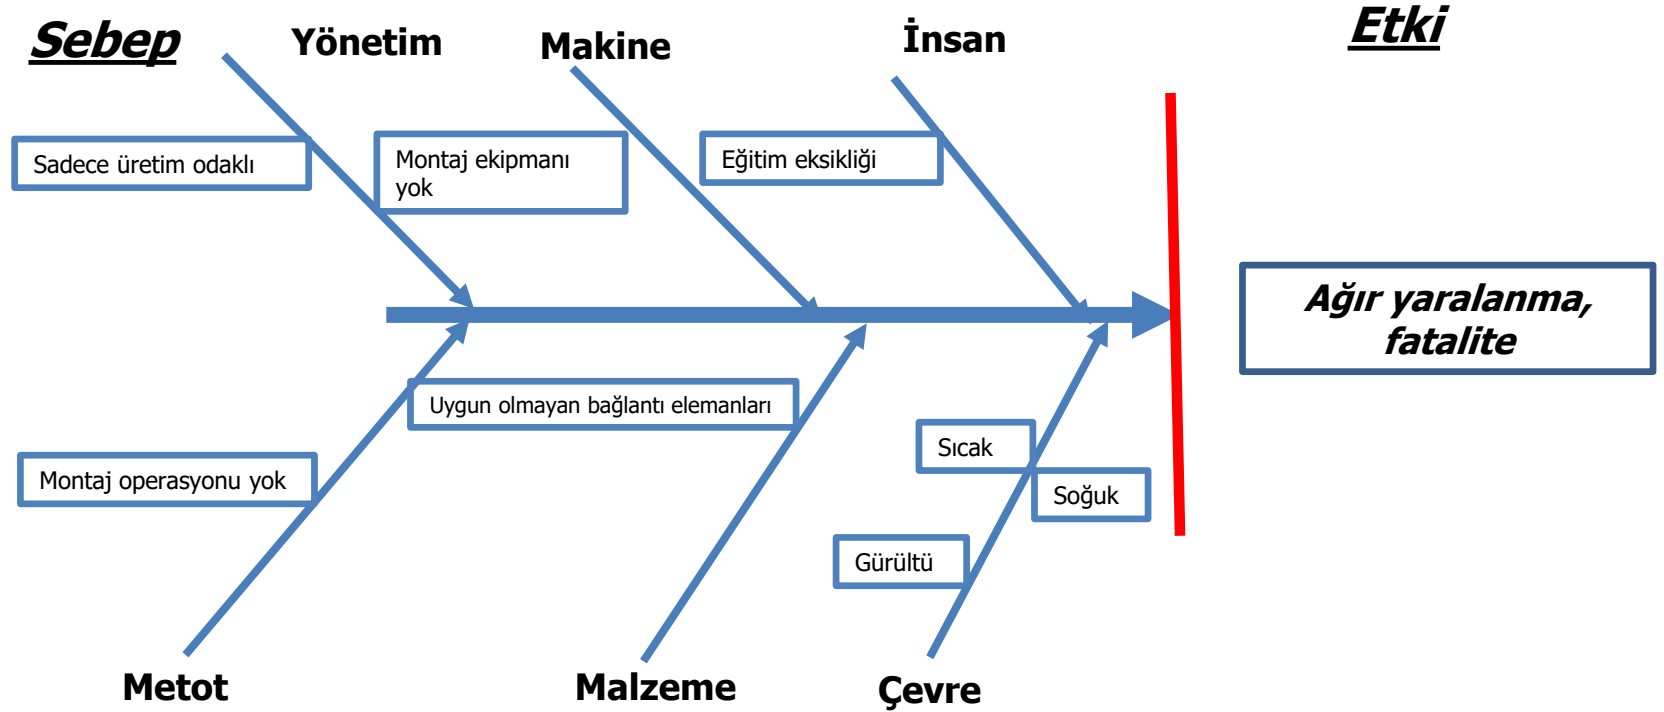 Sebep
Yönetim
Makine
İnsan
Etki
Sadece üretim odaklı
Montaj ekipmanı
yok
Eğitim eksikliği
Ağır yaralanma,
fatalite
Uygun olmayan bağlantı elemanları
Sıcak
Montaj operasyonu yok
Soğuk
Gürültü
Metot
Malzeme
Çevre